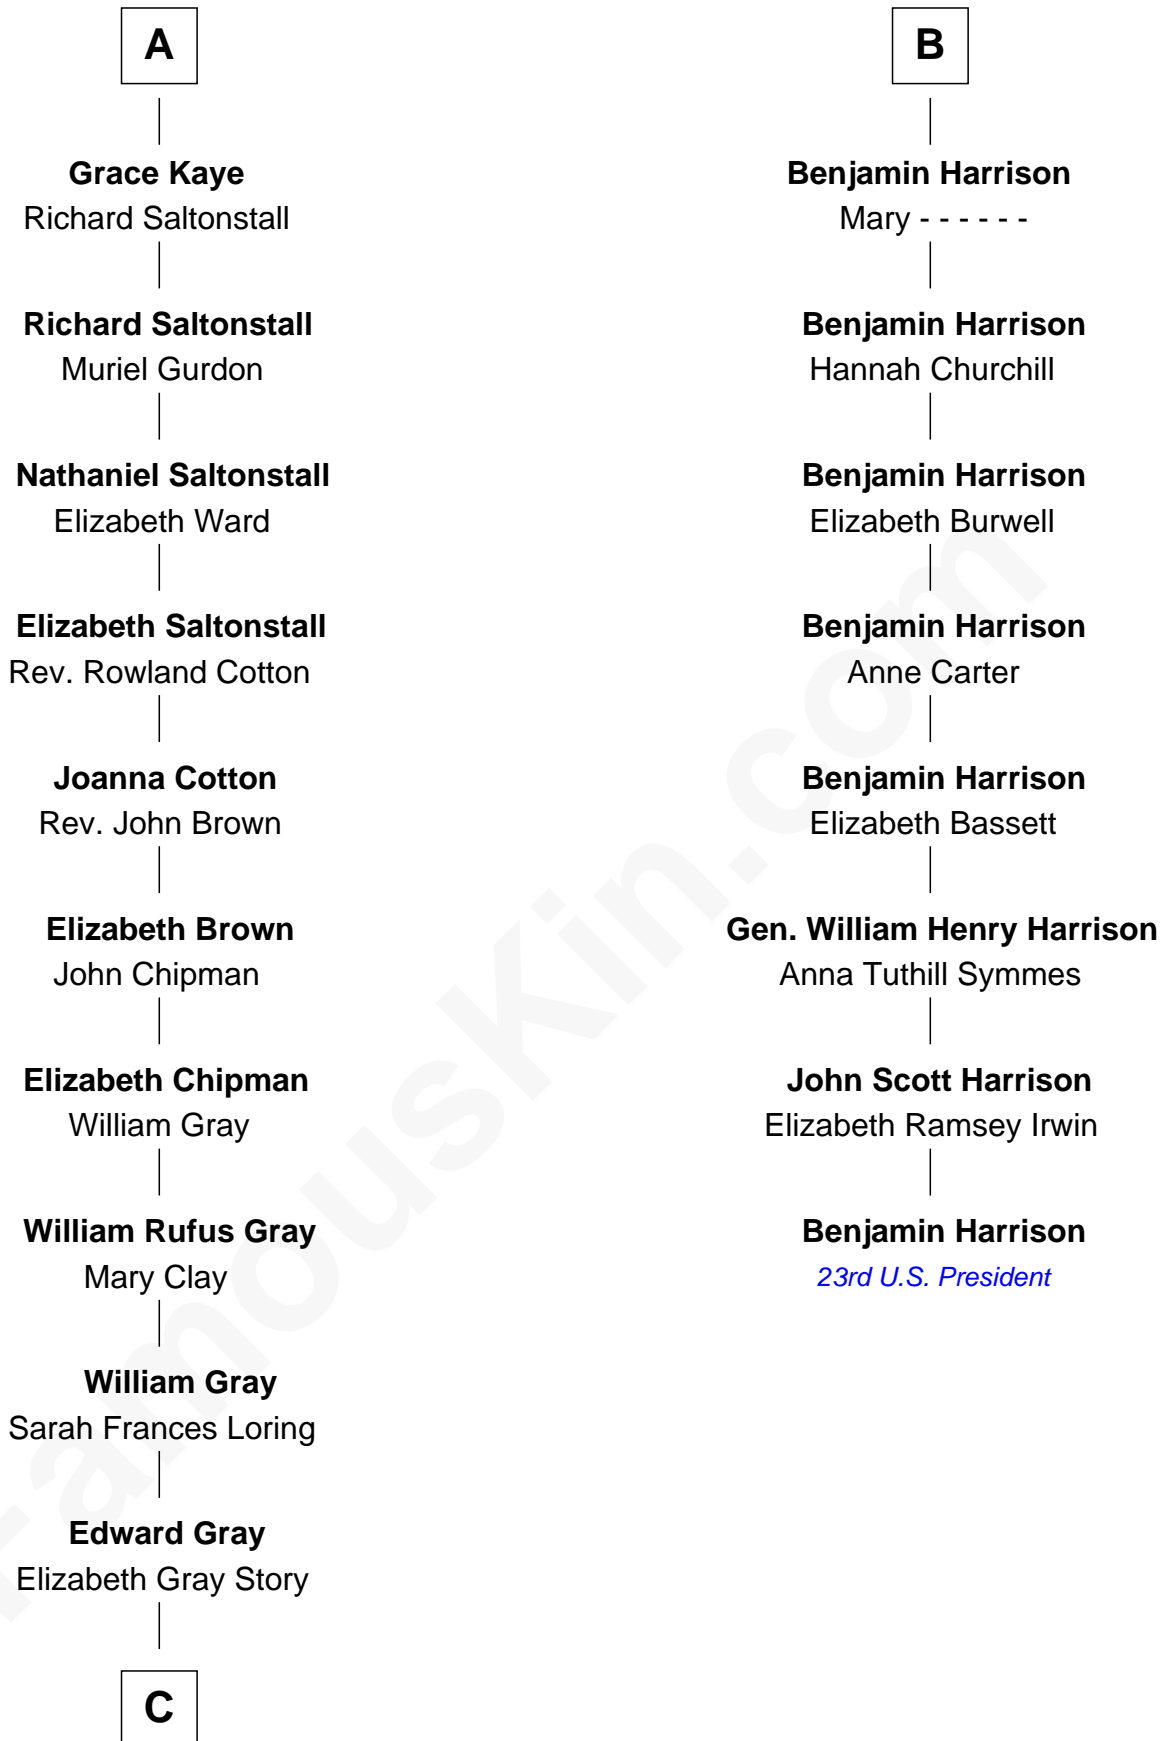 A
Grace Kaye
Richard Saltonstall
Richard Saltonstall
Muriel Gurdon
Nathaniel Saltonstall
Elizabeth Ward
Elizabeth Saltonstall
Rev. Rowland Cotton
Joanna Cotton
Rev. John Brown
Elizabeth Brown
John Chipman
Elizabeth Chipman
William Gray
William Rufus Gray
Mary Clay
William Gray
Sarah Frances Loring
Edward Gray
Elizabeth Gray Story
C
B
Benjamin Harrison
Mary - - - - - -
Benjamin Harrison
Hannah Churchill
Benjamin Harrison
Elizabeth Burwell
Benjamin Harrison
Anne Carter
Benjamin Harrison
Elizabeth Bassett
Gen. William Henry Harrison
Anna Tuthill Symmes
John Scott Harrison
Elizabeth Ramsey Irwin
Benjamin Harrison
23rd U.S. President
FamousKin.com